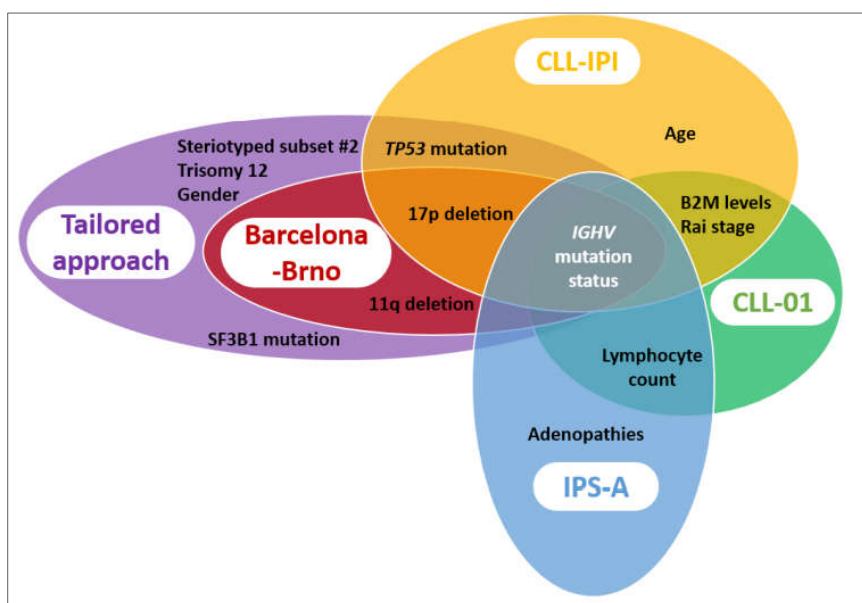 CLL-IPI
Age
Steriotyped subset #2
Trisomy 12
Gender
TP53 mutation
17p deletion
B2M levels
Rai stage
Tailored
approach
Barcelona
-Brno
IGHV
mutation
status
11q deletion
CLL-01
SF3B1 mutation
Lymphocyte
count
Adenopathies
IPS-A